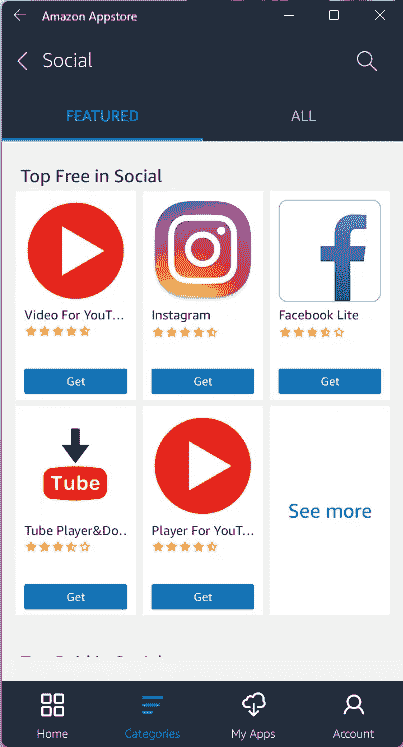 Amazon Appstore
Social
FEATURED ALL
Top Free in Social
Video For YouT...
Instagram
Facebook Lite
Get Get Get
Tube
Tube Player&Do..
Player For YouT...
See more
Get Get
Home Categories My Apps Account